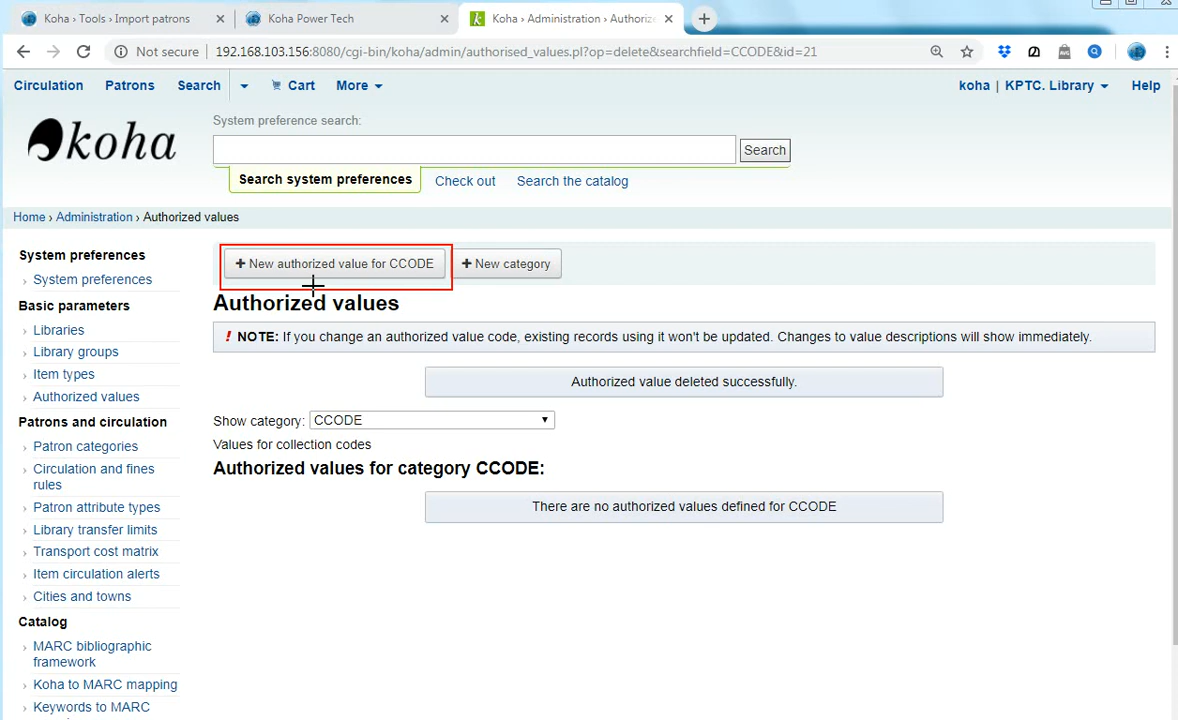 Koha › Tools › Import patrons
Koha Power Tech
Koha › Administration › Authoriz
Not secure 192.168.103.156:8080/cgi-bin/koha/admin/authorised_values.pl?op=delete&searchfield=CCODE&id=21
Circulation Patrons Search Cart More koha | KPTC. Library Help
koha
System preference search:
Search
Search system preferences Check out Search the catalog
Home › Administration › Authorized values
System preferences
› System preferences
Basic parameters
› Libraries
› Library groups
› Item types
› Authorized values
Patrons and circulation
› Patron categories
› Circulation and fines
rules
› Patron attribute types
› Library transfer limits
› Transport cost matrix
› Item circulation alerts
› Cities and towns
Catalog
› MARC bibliographic
framework
› Koha to MARC mapping
› Keywords to MARC
+ New authorized value for CCODE + New category
Authorized values
! NOTE: If you change an authorized value code, existing records using it won't be updated. Changes to value descriptions will show immediately.
Authorized value deleted successfully.
Show category: CCODE
Values for collection codes
Authorized values for category CCODE:
There are no authorized values defined for CCODE